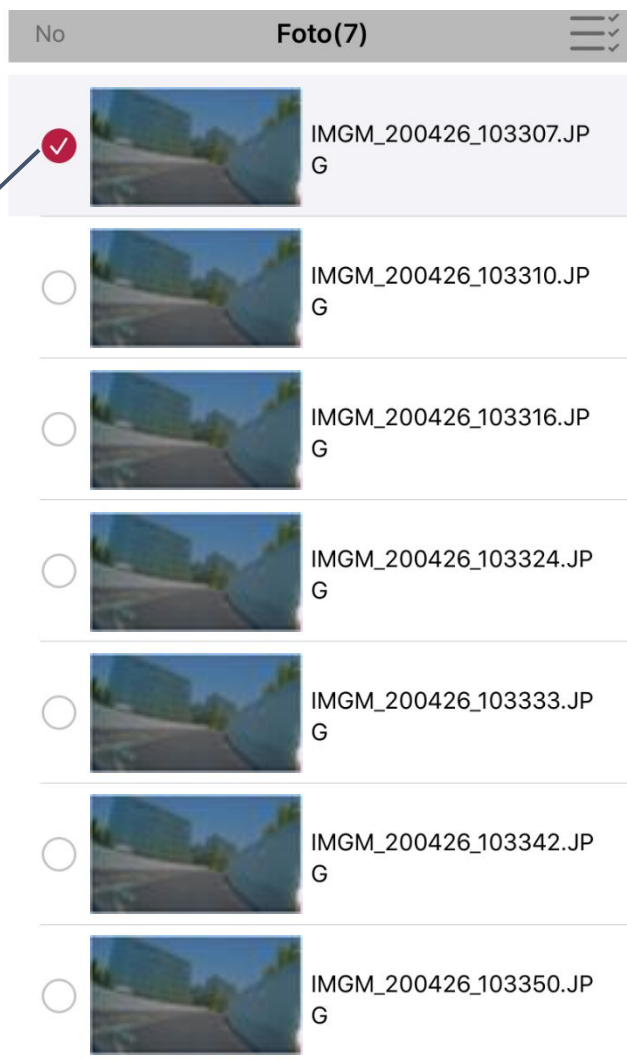 No
Foto(7)
IMGM_200426_103307.JP
G
IMGM_200426_103310.JP
G
IMGM_200426_103316.JP
G
IMGM_200426_103324.JP
G
IMGM_200426_103333.JP
G
IMGM_200426_103342.JP
G
IMGM_200426_103350.JP
G